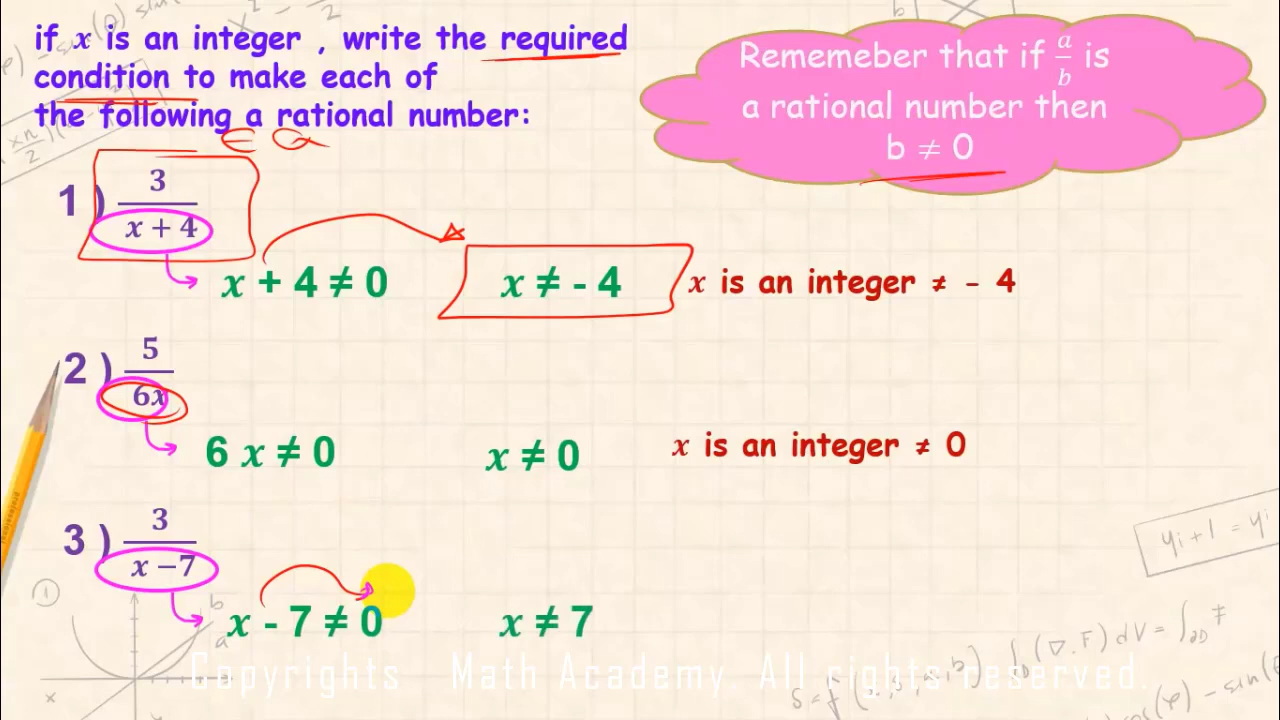 if x is an integer , write the required
condition to make each of
the following a rational number:
∈ Q
Rememeber that if a/b is
a rational number then
b ≠ 0
1 ) 3/(x + 4)
x + 4 ≠ 0 x ≠ - 4 x is an integer ≠ - 4
2 ) 5/(6x)
6 x ≠ 0 x ≠ 0 x is an integer ≠ 0
3 ) 3/(x − 7)
x - 7 ≠ 0 x ≠ 7
Copyrights Math Academy. All rights reserved.